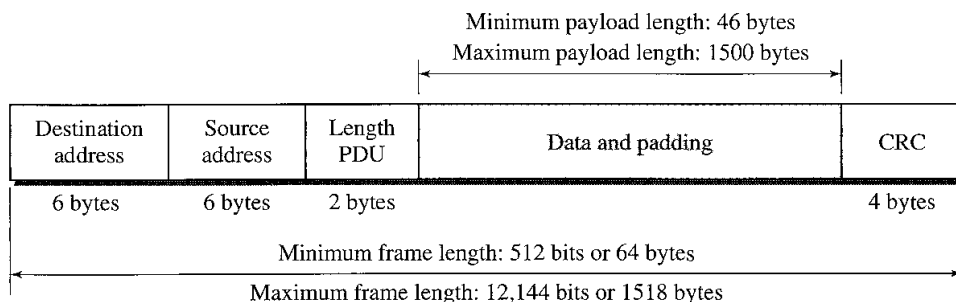 Minimum payload length: 46 bytes
Maximum payload length: 1500 bytes
Destination address
Source address
Length PDU
Data and padding
CRC
6 bytes
6 bytes
2 bytes
4 bytes
Minimum frame length: 512 bits or 64 bytes
Maximum frame length: 12,144 bits or 1518 bytes